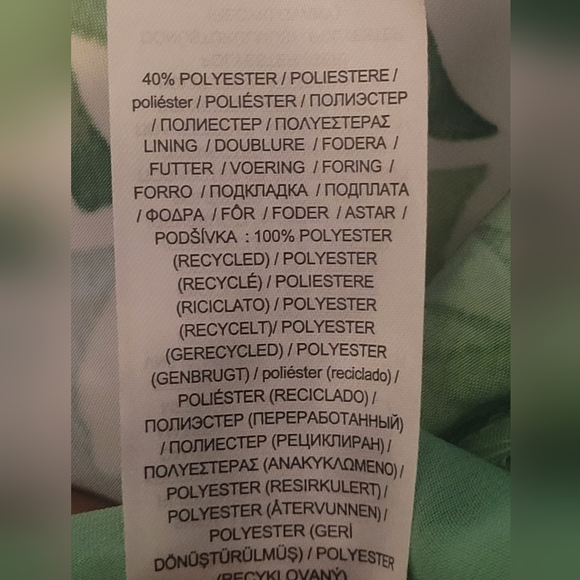 40% POLYESTER / POLIESTERE /
poliéster / POLIÉSTER / ПОЛИЭСТЕР
/ ПОЛИЕСТЕР / ΠΟΛΥΕΣΤΕΡΑΣ
LINING / DOUBLURE / FODERA /
FUTTER / VOERING / FORING /
FORRO / ПОДКЛАДКА / ПОДПЛАТА
/ ΦΟΔΡΑ / FÔR / FODER / ASTAR /
PODŠÍVKA : 100% POLYESTER
(RECYCLED) / POLYESTER
(RECYCLÉ) / POLIESTERE
(RICICLATO) / POLYESTER
(RECYCELT)/ POLYESTER
(GERECYCLED) / POLYESTER
(GENBRUGT) / poliéster (reciclado) /
POLIÉSTER (RECICLADO) /
ПОЛИЭСТЕР (ПЕРЕРАБОТАННЫЙ)
/ ПОЛИЕСТЕР (РЕЦИКЛИРАН) /
ΠΟΛΥΕΣΤΕΡΑΣ (ΑΝΑΚΥΚΛΩΜΕΝΟ) /
POLYESTER (RESIRKULERT) /
POLYESTER (ÅTERVUNNEN) /
POLYESTER (GERİ
DÖNÜŞTÜRÜLMÜŞ) / POLYESTER
(RECYKLOVANÝ)